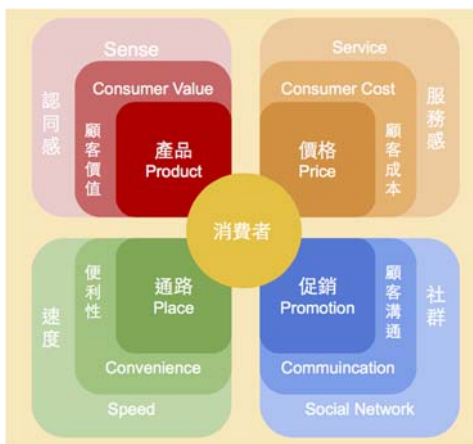 Sense
Consumer Value
認同感
顧客價值
產品
Product
Service
Consumer Cost
價格
Price
顧客成本
服務感
消費者
速度
便利性
通路
Place
Convenience
Speed
促銷
Promotion
顧客溝通
社群
Commuincation
Social Network